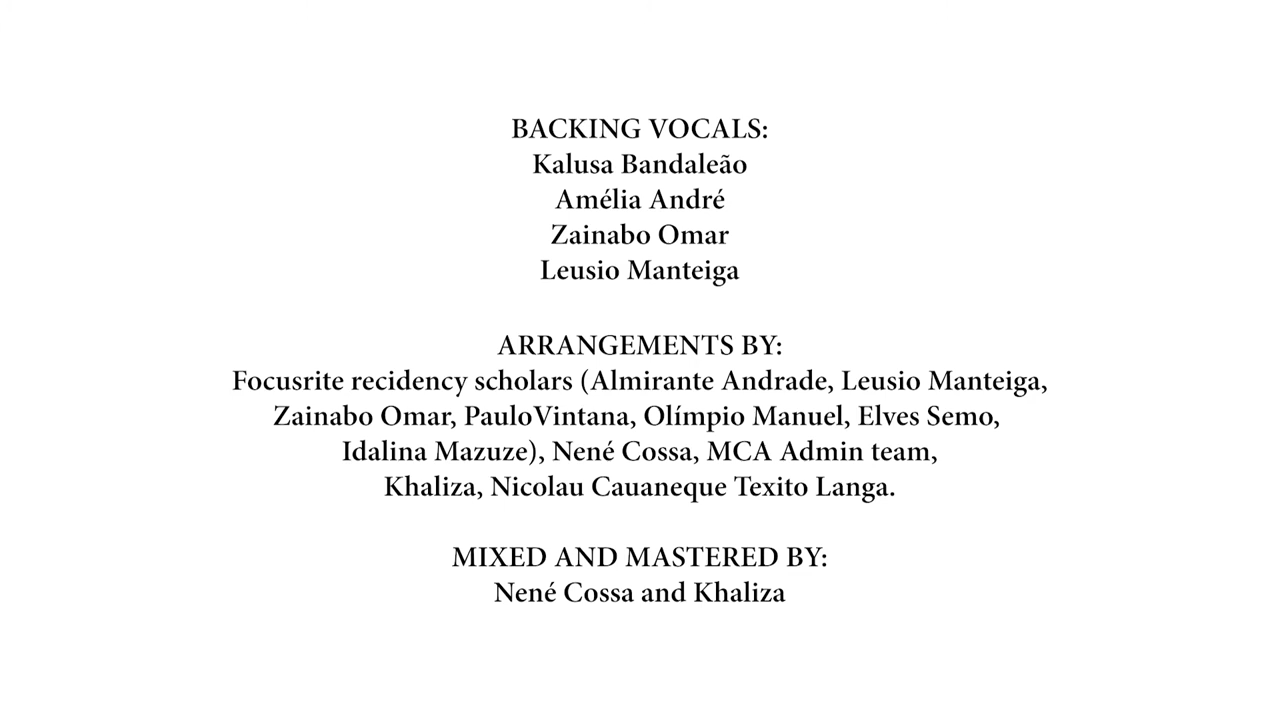 BACKING VOCALS:
Kalusa Bandaleão
Amélia André
Zainabo Omar
Leusio Manteiga
ARRANGEMENTS BY:
Focusrite recidency scholars (Almirante Andrade, Leusio Manteiga,
Zainabo Omar, PauloVintana, Olímpio Manuel, Elves Semo,
Idalina Mazuze), Nené Cossa, MCA Admin team,
Khaliza, Nicolau Cauaneque Texito Langa.
MIXED AND MASTERED BY:
Nené Cossa and Khaliza